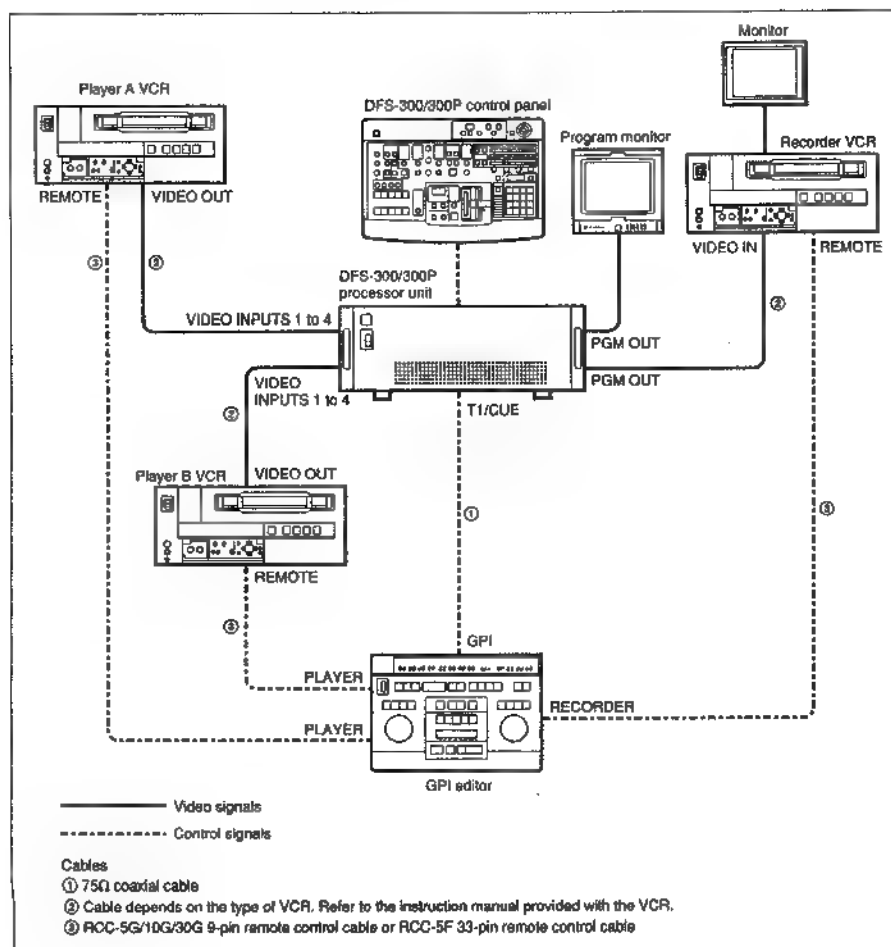 Monitor
Player A VCR
DFS-300/300P control panel
Program monitor
Recorder VCR
REMOTE
VIDEO OUT
VIDEO IN
REMOTE
③
②
DFS-300/300P
processor unit
②
VIDEO INPUTS 1 to 4
PGM OUT
VIDEO
INPUTS 1 to 4
PGM OUT
T1/CUE
②
Player B VCR
VIDEO OUT
①
③
REMOTE
③
GPI
PLAYER
RECORDER
PLAYER
GPI editor
Video signals
Control signals
Cables
① 75Ω coaxial cable
② Cable depends on the type of VCR. Refer to the instruction manual provided with the VCR.
③ RCC-5G/10G/30G 9-pin remote control cable or RCC-5F 33-pin remote control cable